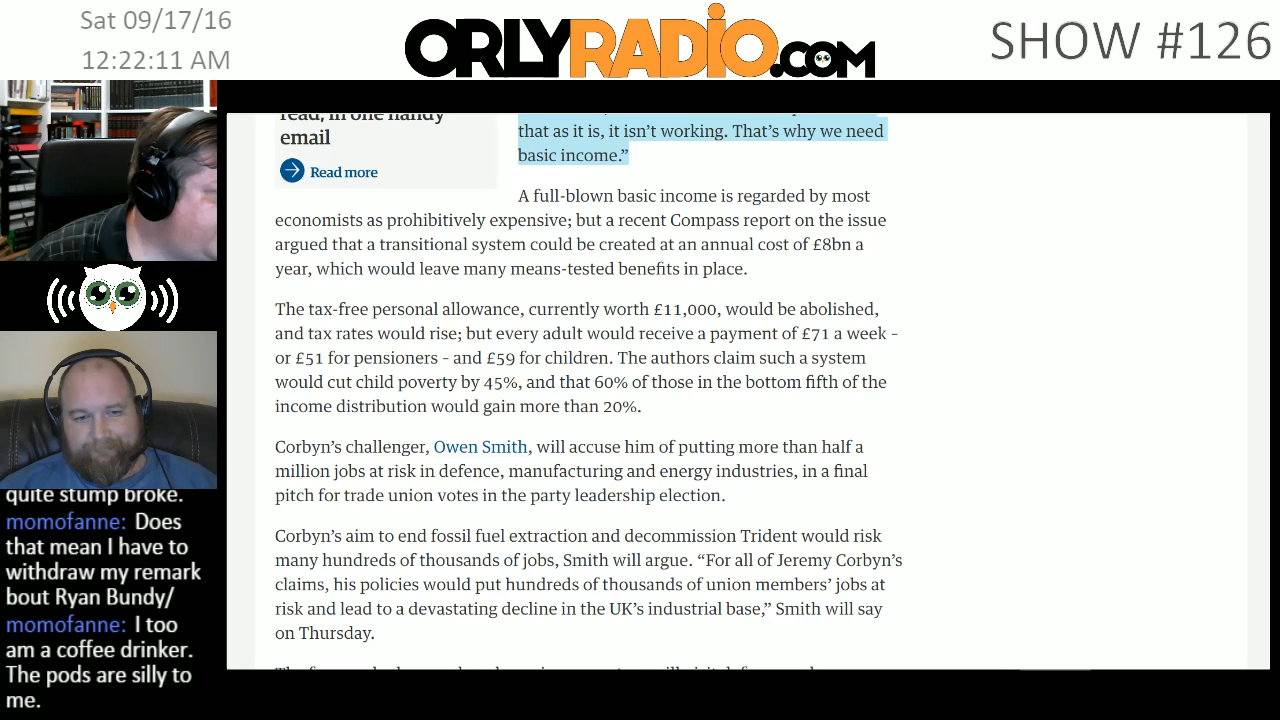 Sat 09/17/16
12:22:11 AM
ORLYRADIO.COM
SHOW #126
read, in one handy
email
Read more
that as it is, it isn't working. That's why we need
basic income.”
A full-blown basic income is regarded by most
economists as prohibitively expensive; but a recent Compass report on the issue
argued that a transitional system could be created at an annual cost of £8bn a
year, which would leave many means-tested benefits in place.
The tax-free personal allowance, currently worth £11,000, would be abolished,
and tax rates would rise; but every adult would receive a payment of £71 a week –
or £51 for pensioners – and £59 for children. The authors claim such a system
would cut child poverty by 45%, and that 60% of those in the bottom fifth of the
income distribution would gain more than 20%.
Corbyn's challenger, Owen Smith, will accuse him of putting more than half a
million jobs at risk in defence, manufacturing and energy industries, in a final
pitch for trade union votes in the party leadership election.
Corbyn's aim to end fossil fuel extraction and decommission Trident would risk
many hundreds of thousands of jobs, Smith will argue. “For all of Jeremy Corbyn's
claims, his policies would put hundreds of thousands of union members' jobs at
risk and lead to a devastating decline in the UK's industrial base,” Smith will say
on Thursday.
quite stump broke.
momofanne: Does
that mean I have to
withdraw my remark
bout Ryan Bundy/
momofanne: I too
am a coffee drinker.
The pods are silly to
me.